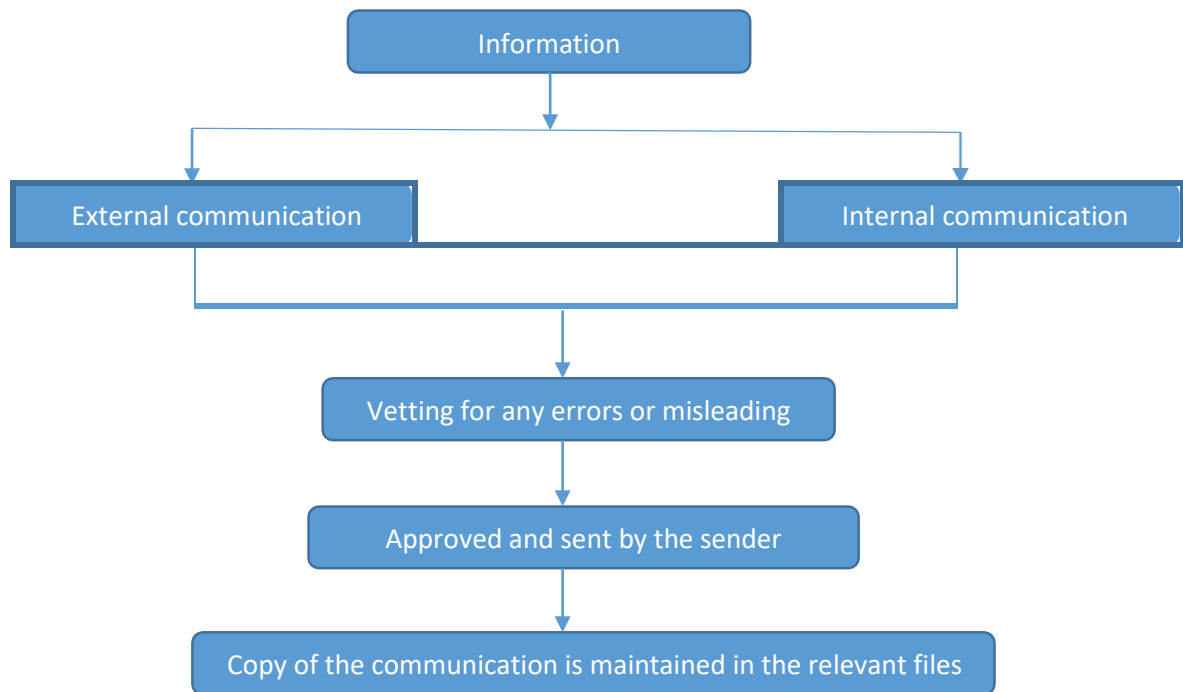 Information
External communication
Internal communication
Vetting for any errors or misleading
Approved and sent by the sender
Copy of the communication is maintained in the relevant files